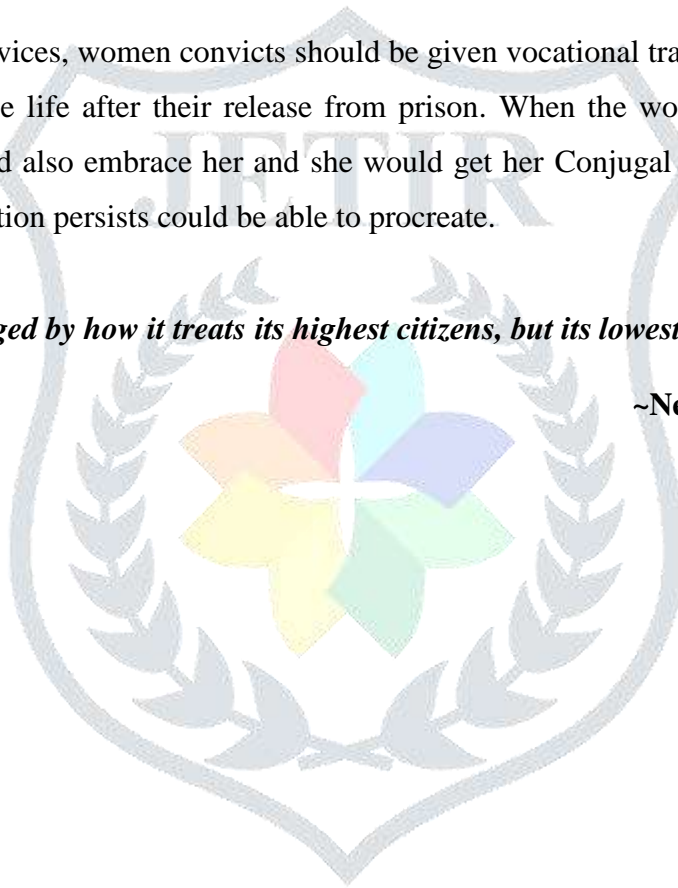 vices, women convicts should be given vocational tra
e life after their release from prison. When the wo
d also embrace her and she would get her Conjugal
tion persists could be able to procreate.
JETIR
ged by how it treats its highest citizens, but its lowest
~Ne